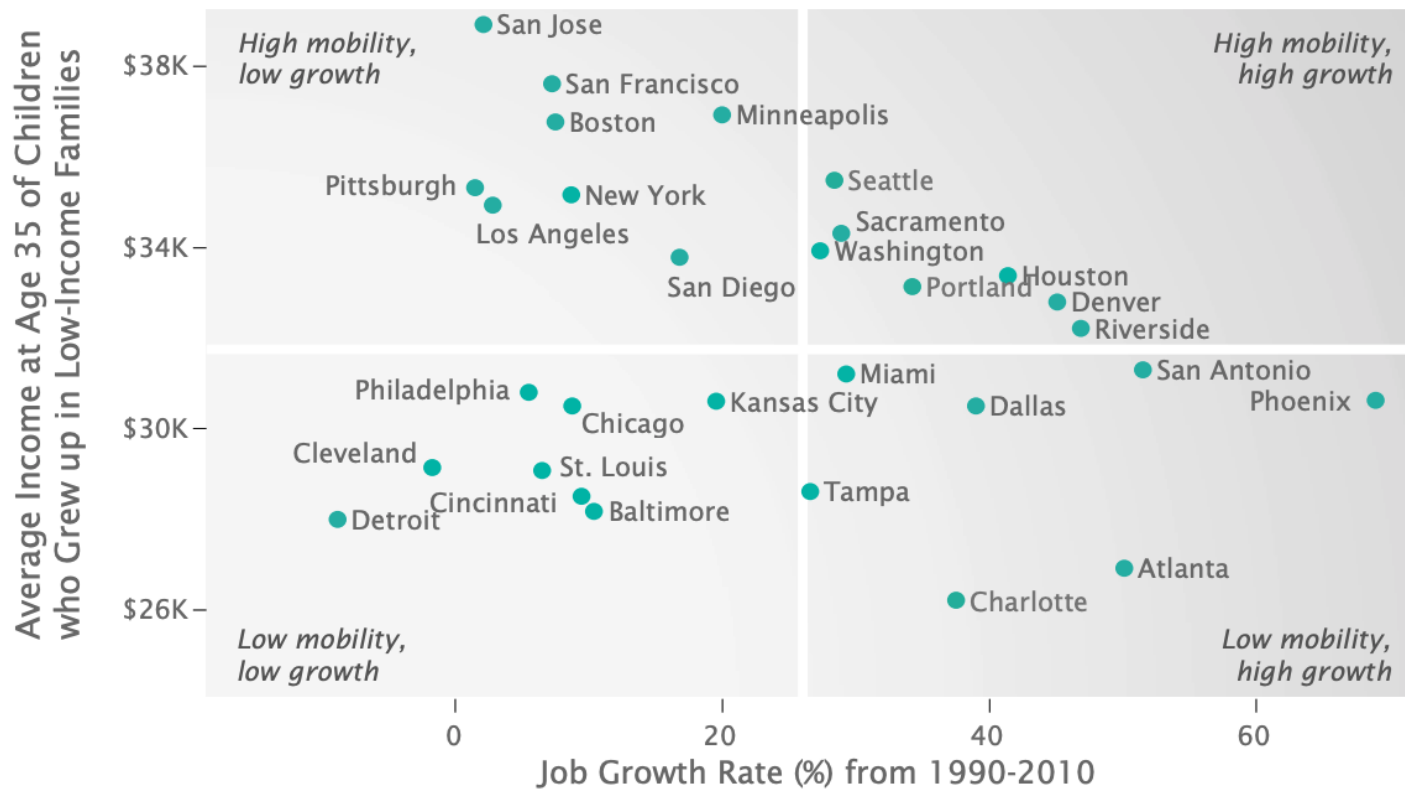 Average Income at Age 35 of Children
who Grew up in Low-Income Families
$38K
$34K
$30K
$26K
High mobility,
low growth
High mobility,
high growth
San Jose
San Francisco
Boston
Minneapolis
Pittsburgh
New York
Los Angeles
San Diego
Seattle
Sacramento
Washington
Houston
Portland
Denver
Riverside
Philadelphia
Chicago
Kansas City
Cleveland
St. Louis
Cincinnati
Baltimore
Detroit
Miami
San Antonio
Dallas
Phoenix
Tampa
Atlanta
Charlotte
Low mobility,
low growth
Low mobility,
high growth
0
20
40
60
Job Growth Rate (%) from 1990-2010